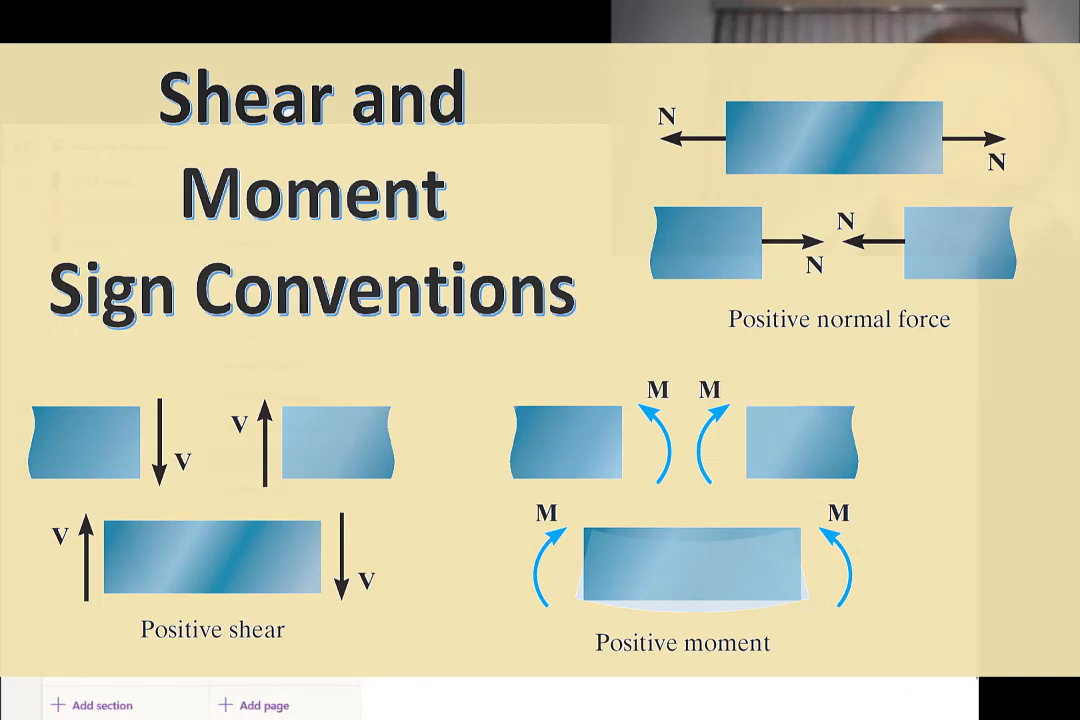 Shear and
Moment
Sign Conventions
N
N
N
N
Positive normal force
V
V
V
V
Positive shear
M
M
M
M
Positive moment
Add section
Add page